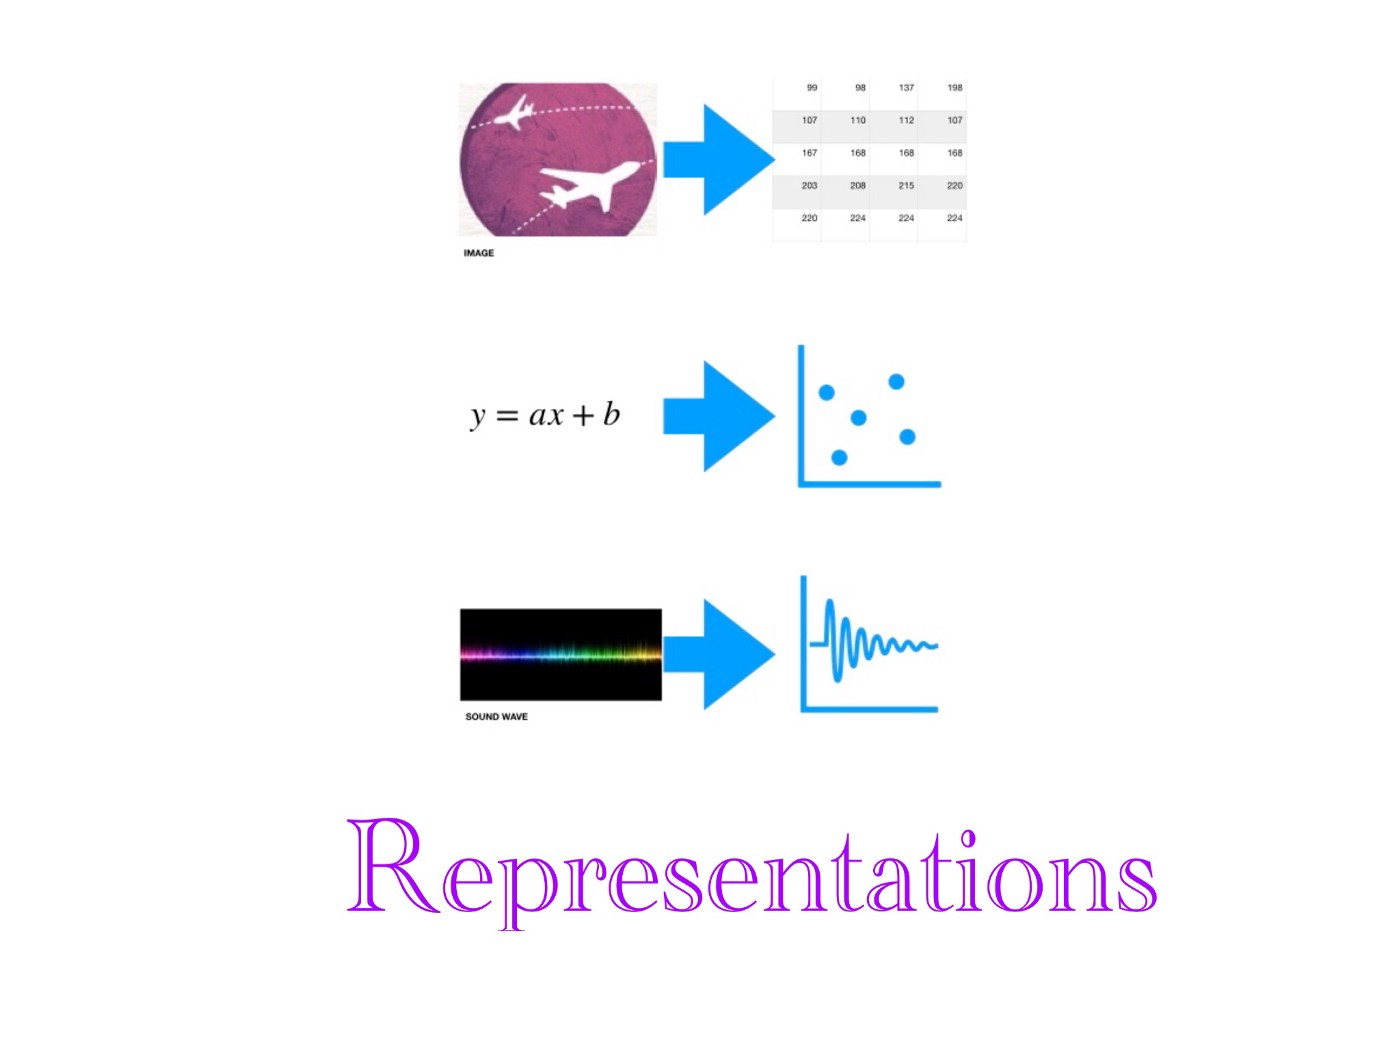 99 98 137 198
107 110 112 107
167 168 168 168
203 208 215 220
220 224 224 224
IMAGE
y = ax + b
SOUND WAVE
Representations